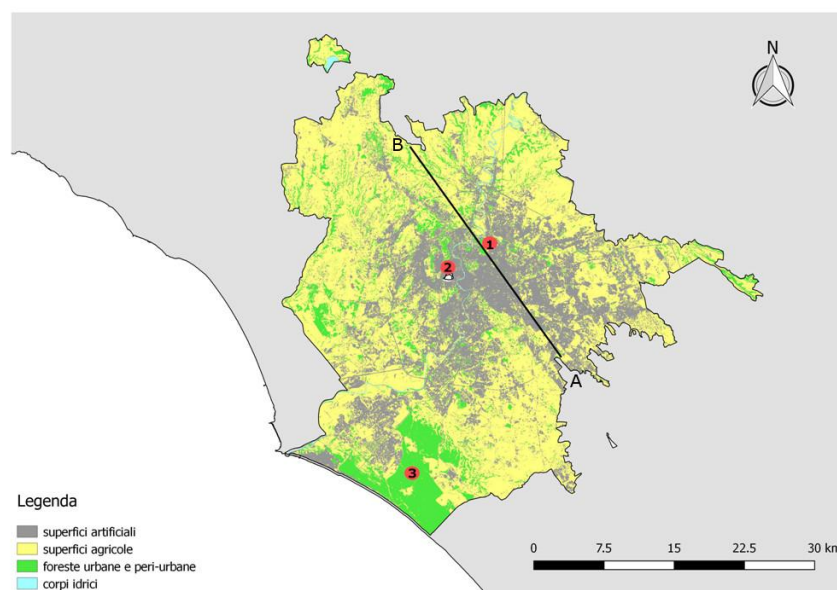 N
B
1
2
A
3
Legenda
superfici artificiali
superfici agricole
foreste urbane e peri-urbane
corpi idrici
0 7.5 15 22.5 30 km